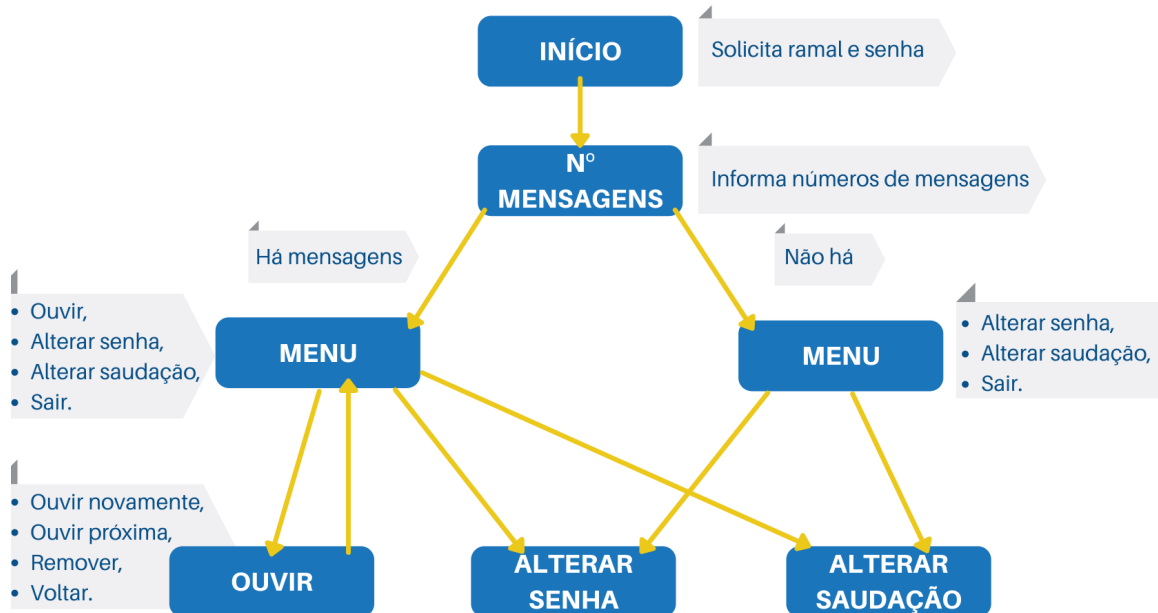 INÍCIO
Solicita ramal e senha
Nº
MENSAGENS
Informa números de mensagens
Há mensagens
Não há
• Ouvir,
• Alterar senha,
• Alterar saudação,
• Sair.
MENU
MENU
• Alterar senha,
• Alterar saudação,
• Sair.
• Ouvir novamente,
• Ouvir próxima,
• Remover,
• Voltar.
OUVIR
ALTERAR
SENHA
ALTERAR
SAUDAÇÃO